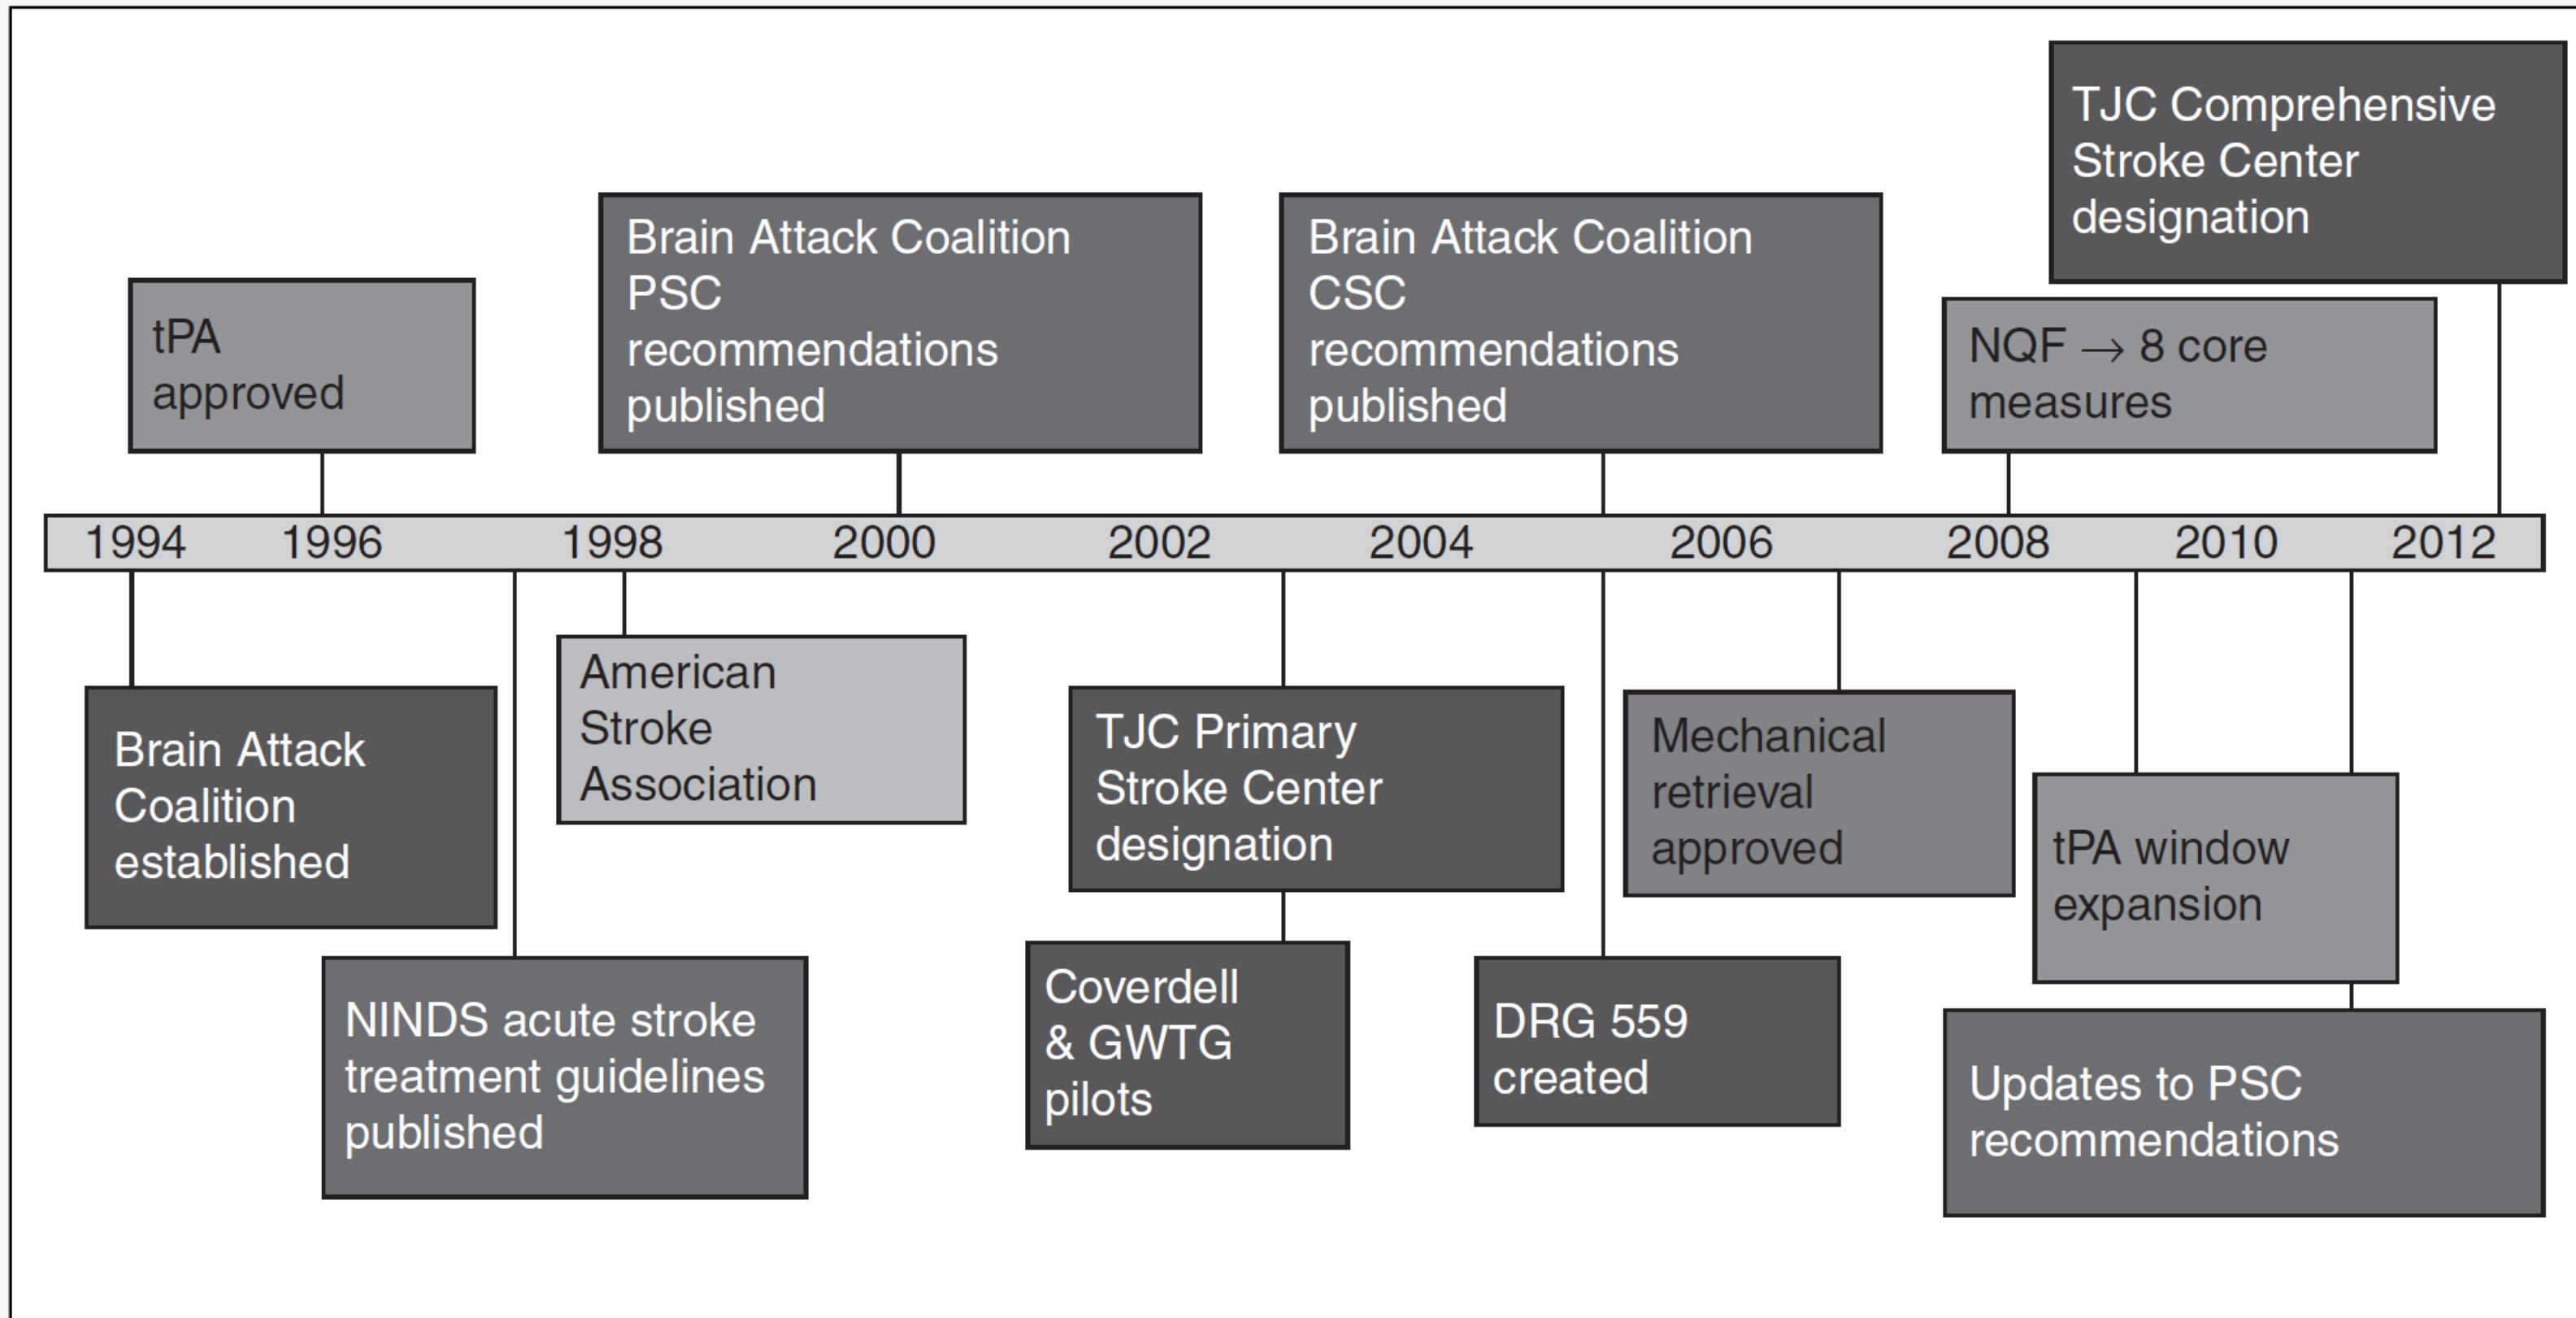 TJC Comprehensive
Stroke Center
designation
Brain Attack Coalition
PSC
recommendations
published
Brain Attack Coalition
CSC
recommendations
published
tPA
approved
NQF → 8 core
measures
1994 1996 1998 2000 2002 2004 2006 2008 2010 2012
American
Stroke
Association
Brain Attack
Coalition
established
TJC Primary
Stroke Center
designation
Mechanical
retrieval
approved
tPA window
expansion
NINDS acute stroke
treatment guidelines
published
Coverdell
& GWTG
pilots
DRG 559
created
Updates to PSC
recommendations